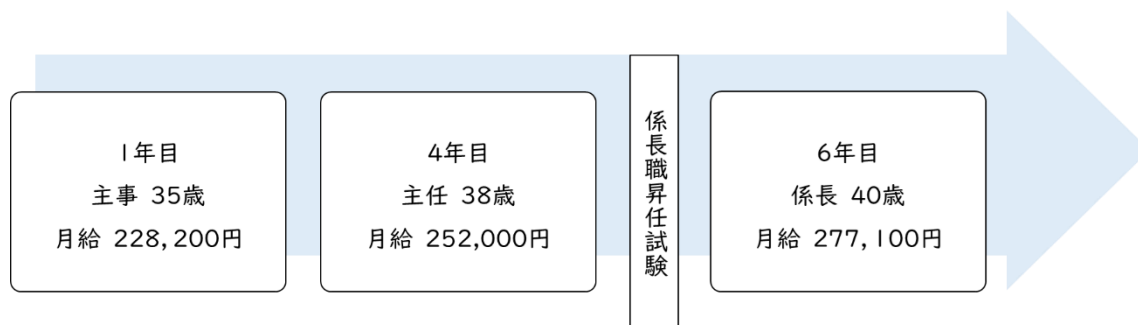 1年目
主事 35歳
月給 228,200円
4年目
主任 38歳
月給 252,000円
係長職昇任試験
6年目
係長 40歳
月給 277,100円